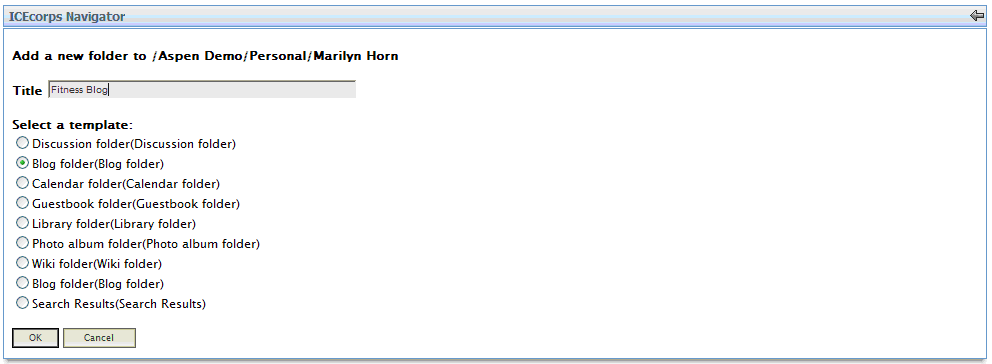 ICEcorps Navigator
Add a new folder to /Aspen Demo/Personal/Marilyn Horn
Title Fitness Blog
Select a template:
Discussion folder(Discussion folder)
Blog folder(Blog folder)
Calendar folder(Calendar folder)
Guestbook folder(Guestbook folder)
Library folder(Library folder)
Photo album folder(Photo album folder)
Wiki folder(Wiki folder)
Blog folder(Blog folder)
Search Results(Search Results)
OK Cancel